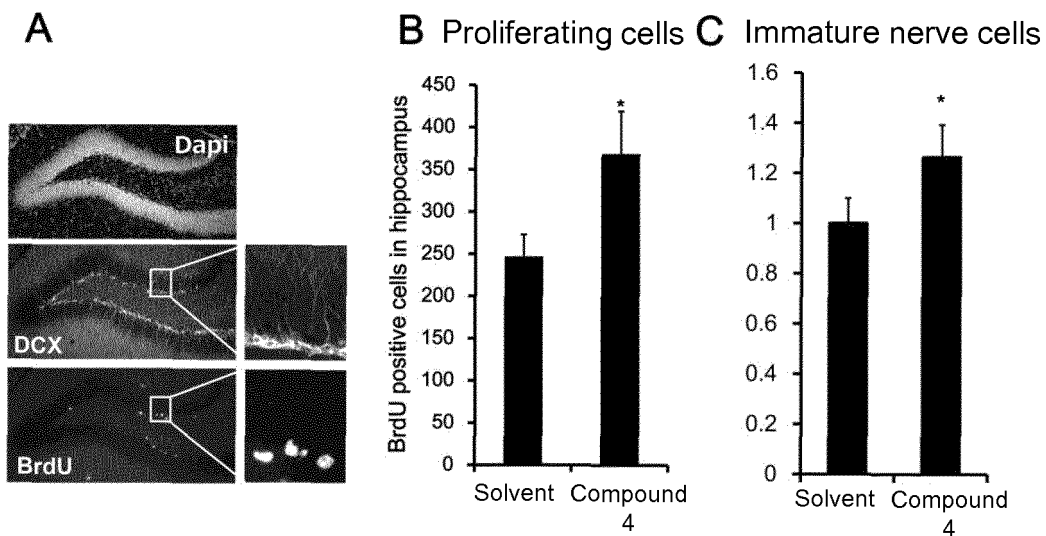 A
Dapi
DCX
BrdU
B Proliferating cells
BrdU positive cells in hippocampus
450
400
350
300
250
200
150
100
50
0
*
Solvent
Compound
4
C Immature nerve cells
1.6
1.4
1.2
1
0.8
0.6
0.4
0.2
0
*
Solvent
Compound
4